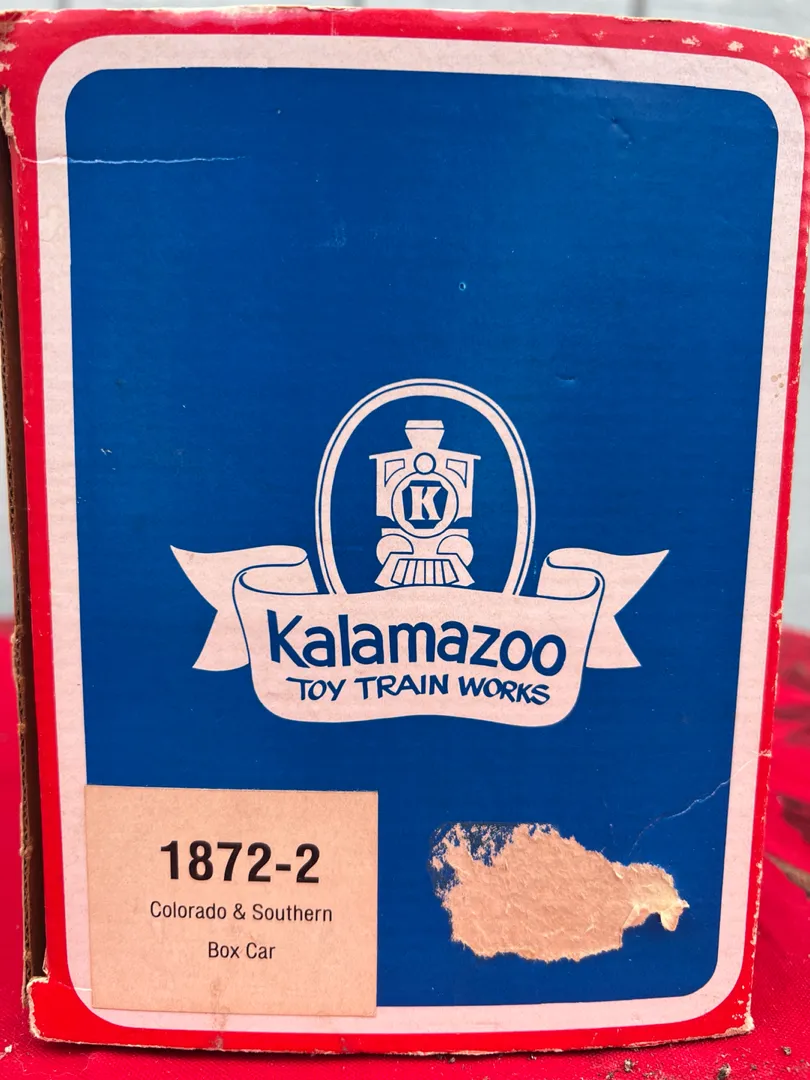 K
Kalamazoo
TOY TRAIN WORKS
1872-2
Colorado & Southern
Box Car